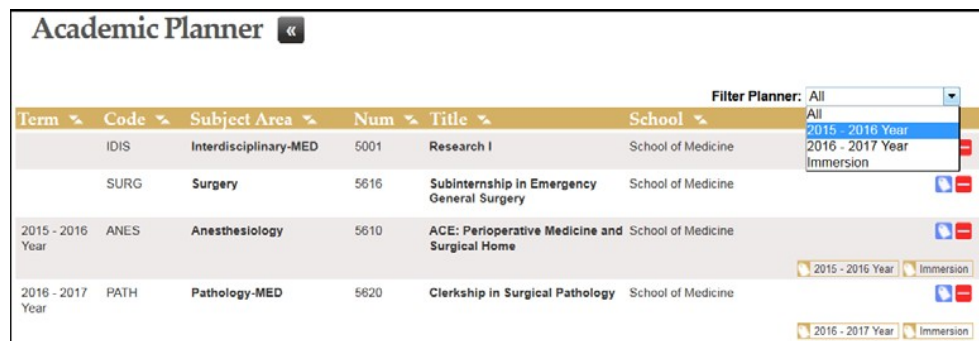 Academic Planner «
Filter Planner: All
All
2015 - 2016 Year
2016 - 2017 Year
Immersion
Term Code Subject Area Num Title School
IDIS Interdisciplinary-MED 5001 Research I School of Medicine
SURG Surgery 5616 Subinternship in Emergency School of Medicine
General Surgery
2015 - 2016 ANES Anesthesiology 5610 ACE: Perioperative Medicine and School of Medicine
Year Surgical Home
2015 - 2016 Year Immersion
2016 - 2017 PATH Pathology-MED 5620 Clerkship in Surgical Pathology School of Medicine
Year
2016 - 2017 Year Immersion